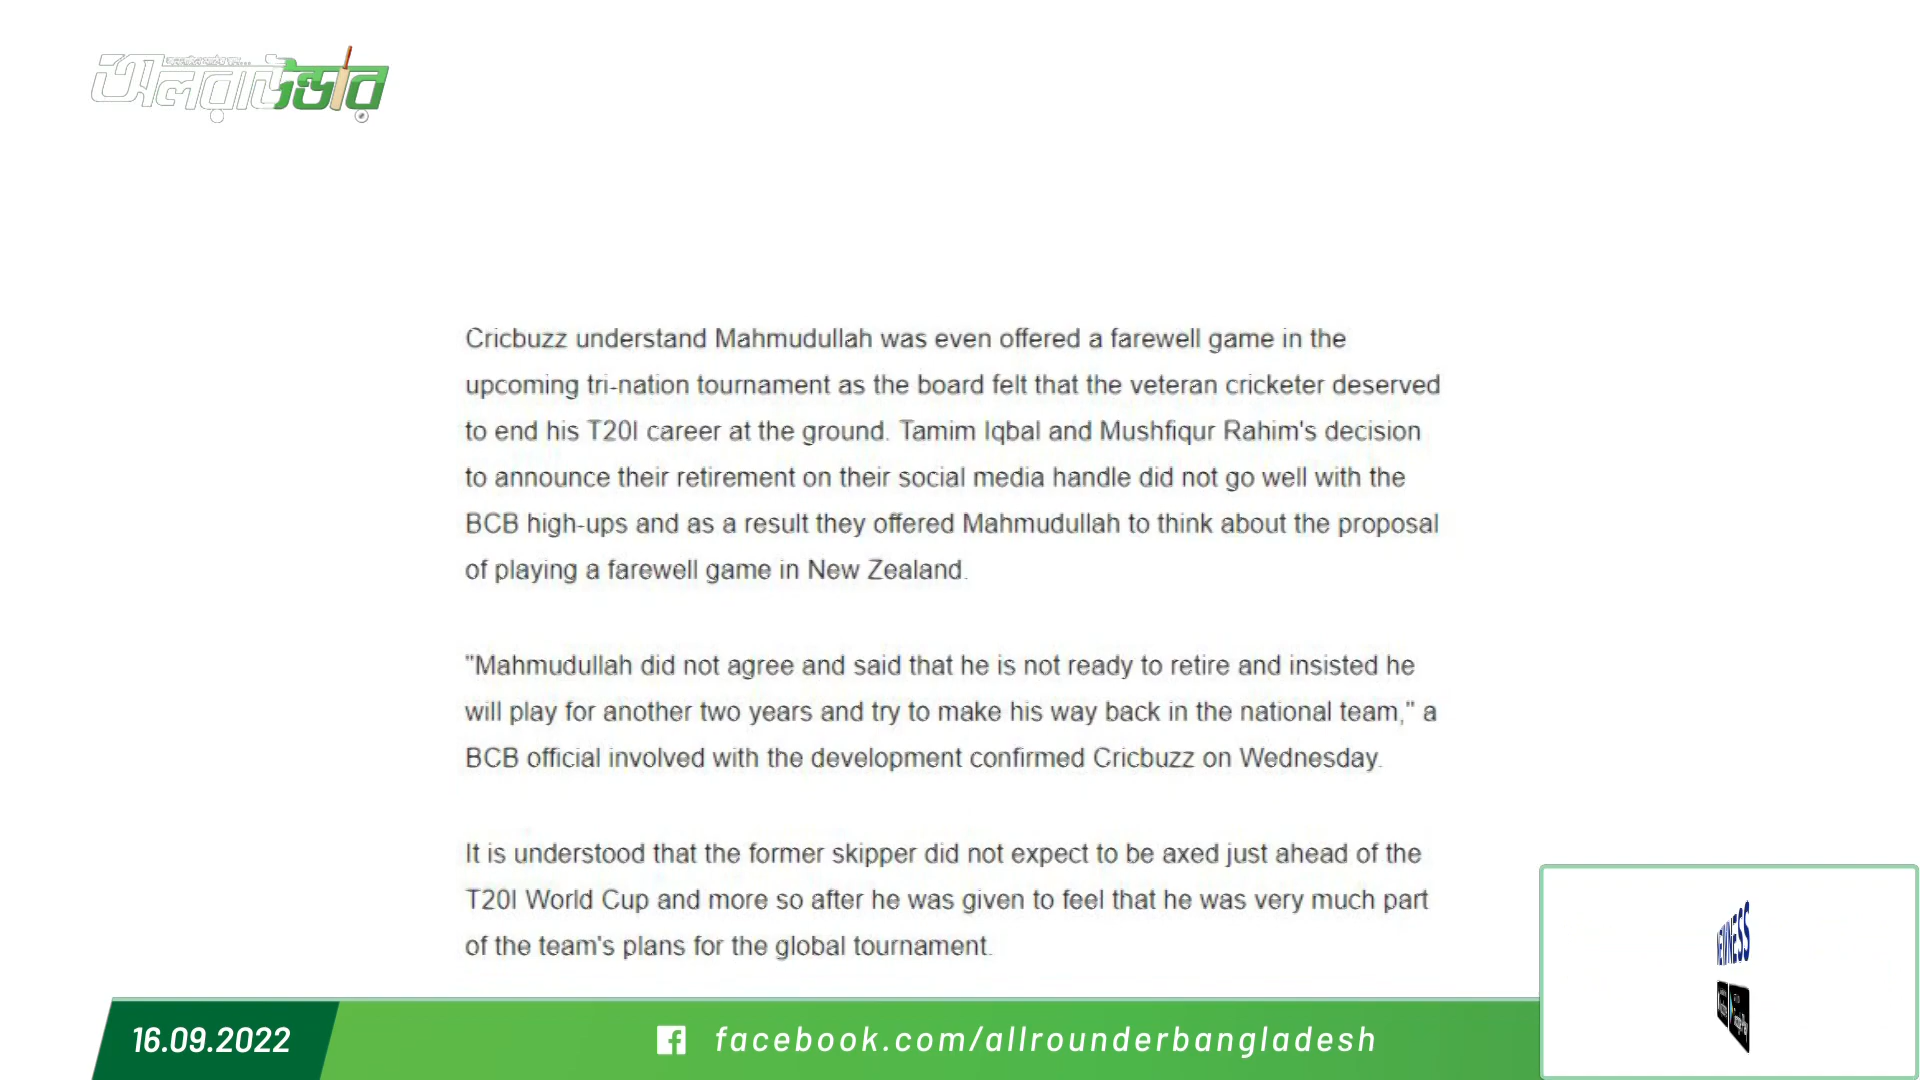 অলরাউন্ডার
Cricbuzz understand Mahmudullah was even offered a farewell game in the
upcoming tri-nation tournament as the board felt that the veteran cricketer deserved
to end his T20I career at the ground. Tamim Iqbal and Mushfiqur Rahim's decision
to announce their retirement on their social media handle did not go well with the
BCB high-ups and as a result they offered Mahmudullah to think about the proposal
of playing a farewell game in New Zealand.
"Mahmudullah did not agree and said that he is not ready to retire and insisted he
will play for another two years and try to make his way back in the national team," a
BCB official involved with the development confirmed Cricbuzz on Wednesday.
It is understood that the former skipper did not expect to be axed just ahead of the
T20I World Cup and more so after he was given to feel that he was very much part
of the team's plans for the global tournament.
NEWNESS
16.09.2022
facebook.com/allrounderbangladesh